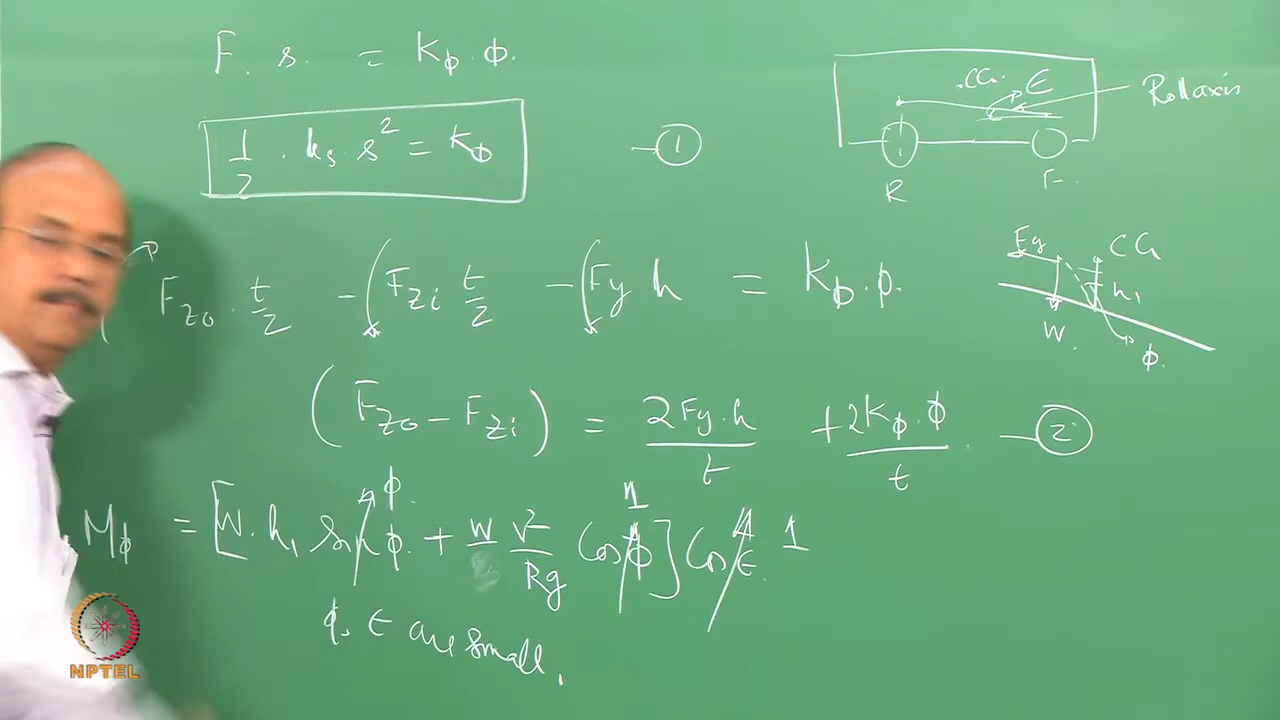 F. s. = Kϕ.ϕ.
1/2 . ks. s² = Kϕ — 1
.CG. ϵ Roll axis
R F
Fzo . t/2 - Fzi t/2 - Fy h = Kϕ.ϕ.
Fy CG
h1
W ϕ.
(Fzo - Fzi) = 2Fy.h/t + 2Kϕ.ϕ/t — 2
ϕ. 1
Mϕ = [W. h1 sin ϕ. + W V²/Rg Cos ϕ] Cos ϵ. 1
ϕ, ϵ are small.
NPTEL